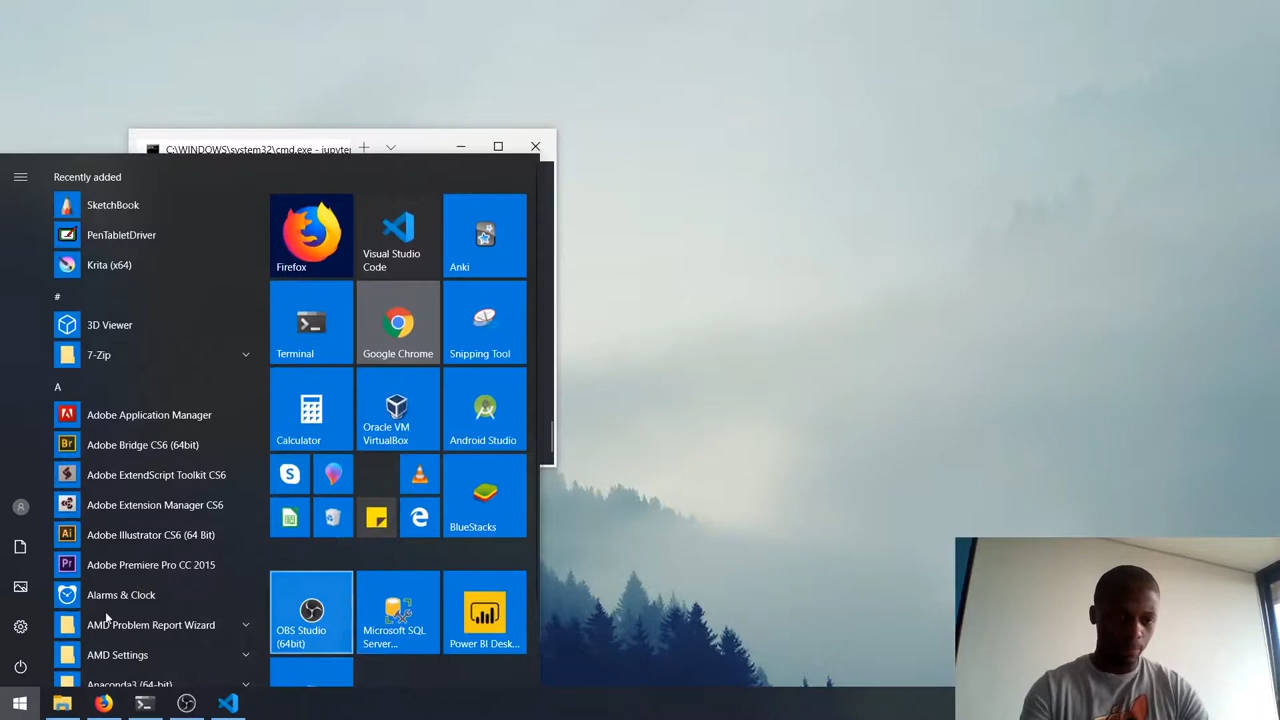 C:\WINDOWS\system32\cmd.exe - jupyter
Recently added
SketchBook
PenTabletDriver
Krita (x64)
#
3D Viewer
7-Zip
A
Adobe Application Manager
Adobe Bridge CS6 (64bit)
Adobe ExtendScript Toolkit CS6
Adobe Extension Manager CS6
Adobe Illustrator CS6 (64 Bit)
Adobe Premiere Pro CC 2015
Alarms & Clock
AMD Problem Report Wizard
AMD Settings
Anaconda3 (64-bit)
Firefox
Visual Studio
Code
Anki
Terminal
Google Chrome
Snipping Tool
Calculator
Oracle VM
VirtualBox
Android Studio
BlueStacks
OBS Studio
(64bit)
Microsoft SQL
Server...
Power BI Desk...
Br
Ai
Pr